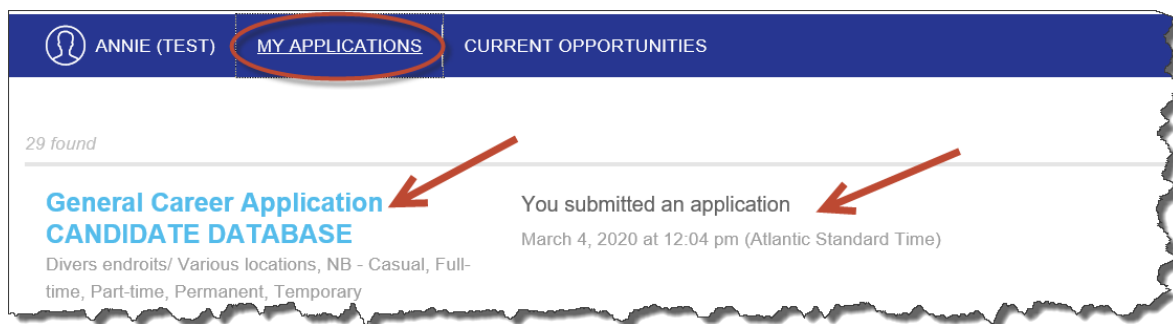 ANNIE (TEST) MY APPLICATIONS CURRENT OPPORTUNITIES
29 found
General Career Application
CANDIDATE DATABASE
Divers endroits/ Various locations, NB - Casual, Full-
time, Part-time, Permanent, Temporary
You submitted an application
March 4, 2020 at 12:04 pm (Atlantic Standard Time)